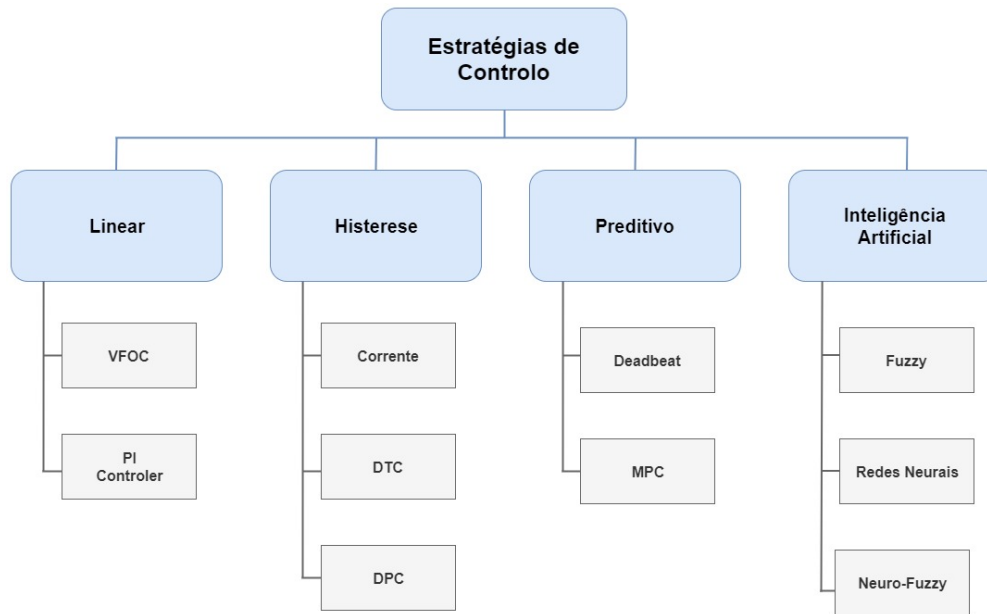 Estratégias de
Controlo
Linear
Histerese
Preditivo
Inteligência
Artificial
VFOC
Corrente
Deadbeat
Fuzzy
PI
Controler
DTC
MPC
Redes Neurais
DPC
Neuro-Fuzzy